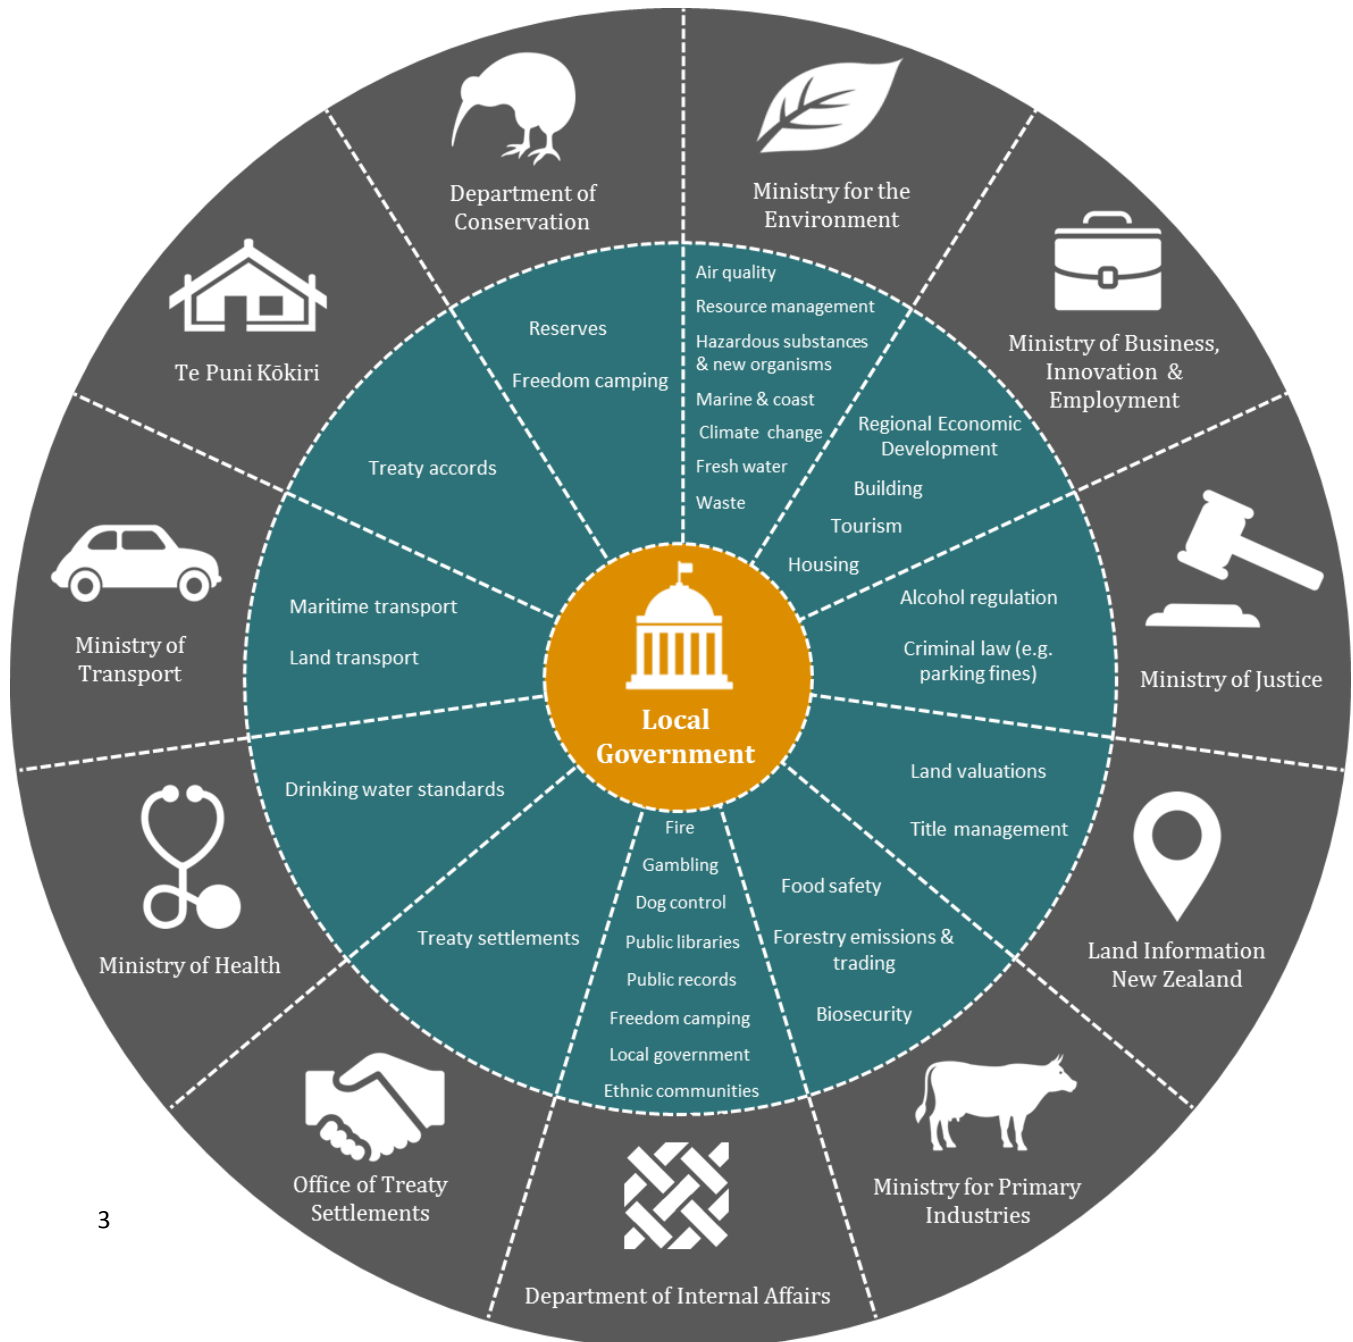 Department of
Conservation
Reserves
Freedom camping
Ministry for the
Environment
Air quality
Resource management
Hazardous substances
& new organisms
Marine & coast
Climate change
Fresh water
Waste
Ministry of Business,
Innovation &
Employment
Regional Economic
Development
Building
Tourism
Housing
Ministry of Justice
Alcohol regulation
Criminal law (e.g.
parking fines)
Land Information
New Zealand
Land valuations
Title management
Ministry for Primary
Industries
Food safety
Forestry emissions &
trading
Biosecurity
Department of Internal Affairs
Fire
Gambling
Dog control
Public libraries
Public records
Freedom camping
Local government
Ethnic communities
Office of Treaty
Settlements
Treaty settlements
Ministry of Health
Drinking water standards
Ministry of
Transport
Maritime transport
Land transport
Te Puni Kōkiri
Treaty accords
Local
Government
3